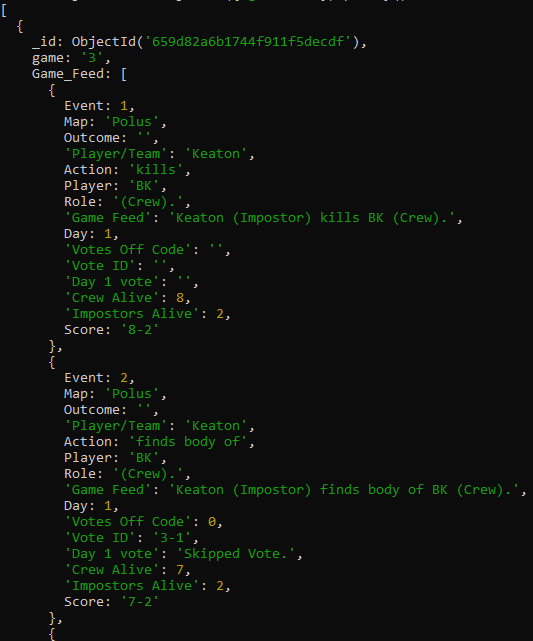 [
  {
    _id: ObjectId('659d82a6b1744f911f5decdf'),
    game: '3',
    Game_Feed: [
      {
        Event: 1,
        Map: 'Polus',
        Outcome: '',
        'Player/Team': 'Keaton',
        Action: 'kills',
        Player: 'BK',
        Role: '(Crew).',
        'Game Feed': 'Keaton (Impostor) kills BK (Crew).',
        Day: 1,
        'Votes Off Code': '',
        'Vote ID': '',
        'Day 1 vote': '',
        'Crew Alive': 8,
        'Impostors Alive': 2,
        Score: '8-2'
      },
      {
        Event: 2,
        Map: 'Polus',
        Outcome: '',
        'Player/Team': 'Keaton',
        Action: 'finds body of',
        Player: 'BK',
        Role: '(Crew).',
        'Game Feed': 'Keaton (Impostor) finds body of BK (Crew).',
        Day: 1,
        'Votes Off Code': 0,
        'Vote ID': '3-1',
        'Day 1 vote': 'Skipped Vote.',
        'Crew Alive': 7,
        'Impostors Alive': 2,
        Score: '7-2'
      },
      {